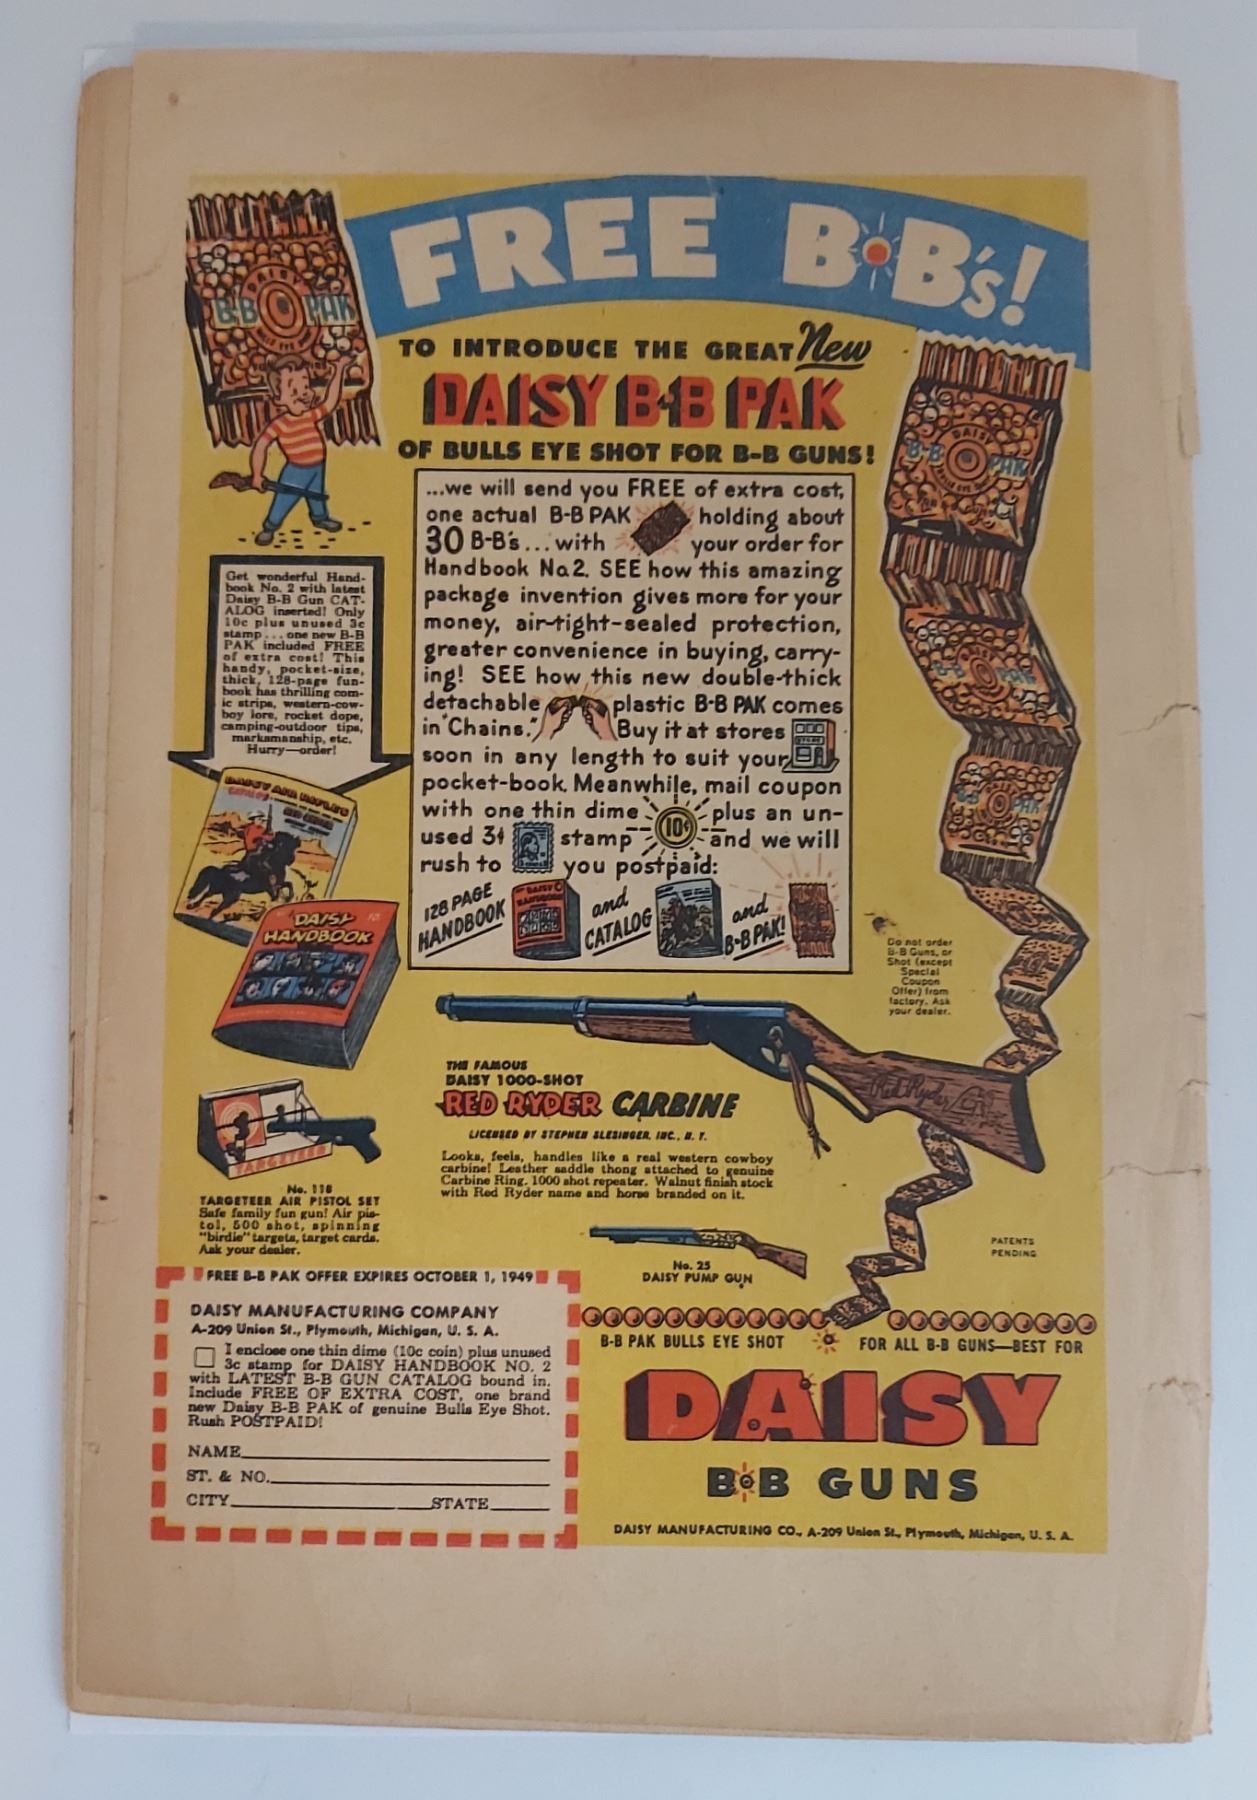 FREE B•B's!
DAISY
B-B PAK
BULLS EYE SHOT
TO INTRODUCE THE GREAT New
DAISY B•B PAK
OF BULLS EYE SHOT FOR B-B GUNS!
...we will send you FREE of extra cost,
one actual B-B PAK holding about
30 B-B's... with your order for
Handbook No.2. SEE how this amazing
package invention gives more for your
money, air-tight-sealed protection,
greater convenience in buying, carry-
ing! SEE how this new double-thick
detachable plastic B-B PAK comes
in "Chains." Buy it at stores
soon in any length to suit your
pocket-book. Meanwhile, mail coupon
with one thin dime 10¢ plus an un-
used 3¢ stamp and we will
rush to you postpaid:
128 PAGE HANDBOOK and CATALOG and B-B PAK!
Get wonderful Hand-
book No. 2 with latest
Daisy B-B Gun CAT-
ALOG inserted! Only
10c plus unused 3c
stamp . . . one new B-B
PAK included FREE
of extra cost! This
handy, pocket-size,
thick, 128-page fun-
book has thrilling com-
ic strips, western-cow-
boy lore, rocket dope,
camping-outdoor tips,
marksmanship, etc.
Hurry—order!
DAISY AIR RIFLES
CATALOG
DAISY
HANDBOOK
DAISY
B-B PAK
B-B PAK
B-B PAK
Do not order
B-B Guns, or
Shot (except
Special
Coupon
Offer) from
factory. Ask
your dealer.
THE FAMOUS
DAISY 1000-SHOT
RED RYDER CARBINE
LICENSED BY STEPHEN SLESINGER, INC., N. Y.
Looks, feels, handles like a real western cowboy
carbine! Leather saddle thong attached to genuine
Carbine Ring. 1000 shot repeater. Walnut finish stock
with Red Ryder name and horse branded on it.
Red Ryder
TARGETEER
No. 118
TARGETEER AIR PISTOL SET
Safe family fun gun! Air pis-
tol, 500 shot, spinning
"birdie" targets, target cards.
Ask your dealer.
No. 25
DAISY PUMP GUN
PATENTS
PENDING
FREE B-B PAK OFFER EXPIRES OCTOBER 1, 1949
DAISY MANUFACTURING COMPANY
A-209 Union St., Plymouth, Michigan, U. S. A.
I enclose one thin dime (10c coin) plus unused
3c stamp for DAISY HANDBOOK NO. 2
with LATEST B-B GUN CATALOG bound in.
Include FREE OF EXTRA COST, one brand
new Daisy B-B PAK of genuine Bulls Eye Shot.
Rush POSTPAID!
NAME
ST. & NO.
CITY STATE
B-B PAK BULLS EYE SHOT FOR ALL B-B GUNS—BEST FOR
DAISY
B•B GUNS
DAISY MANUFACTURING CO., A-209 Union St., Plymouth, Michigan, U. S. A.